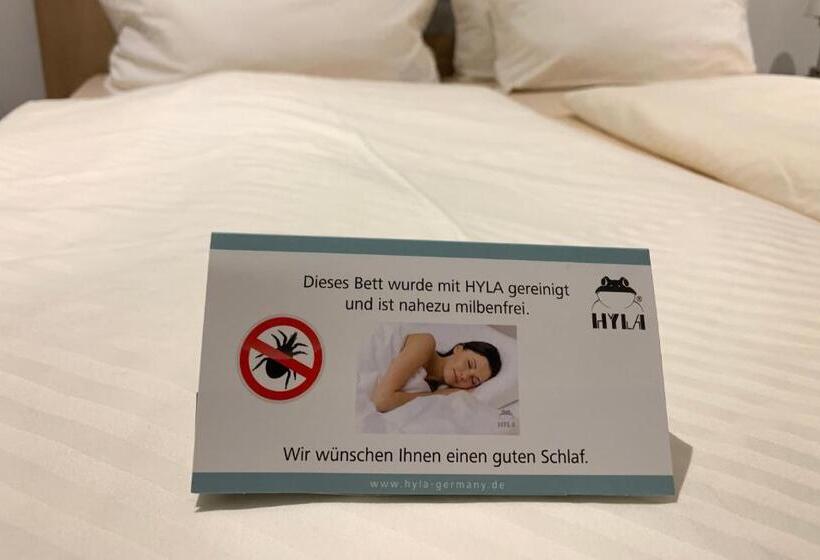 Dieses Bett wurde mit HYLA gereinigt
und ist nahezu milbenfrei.
HYLA®
HYLA
Wir wünschen Ihnen einen guten Schlaf.
www.hyla-germany.de